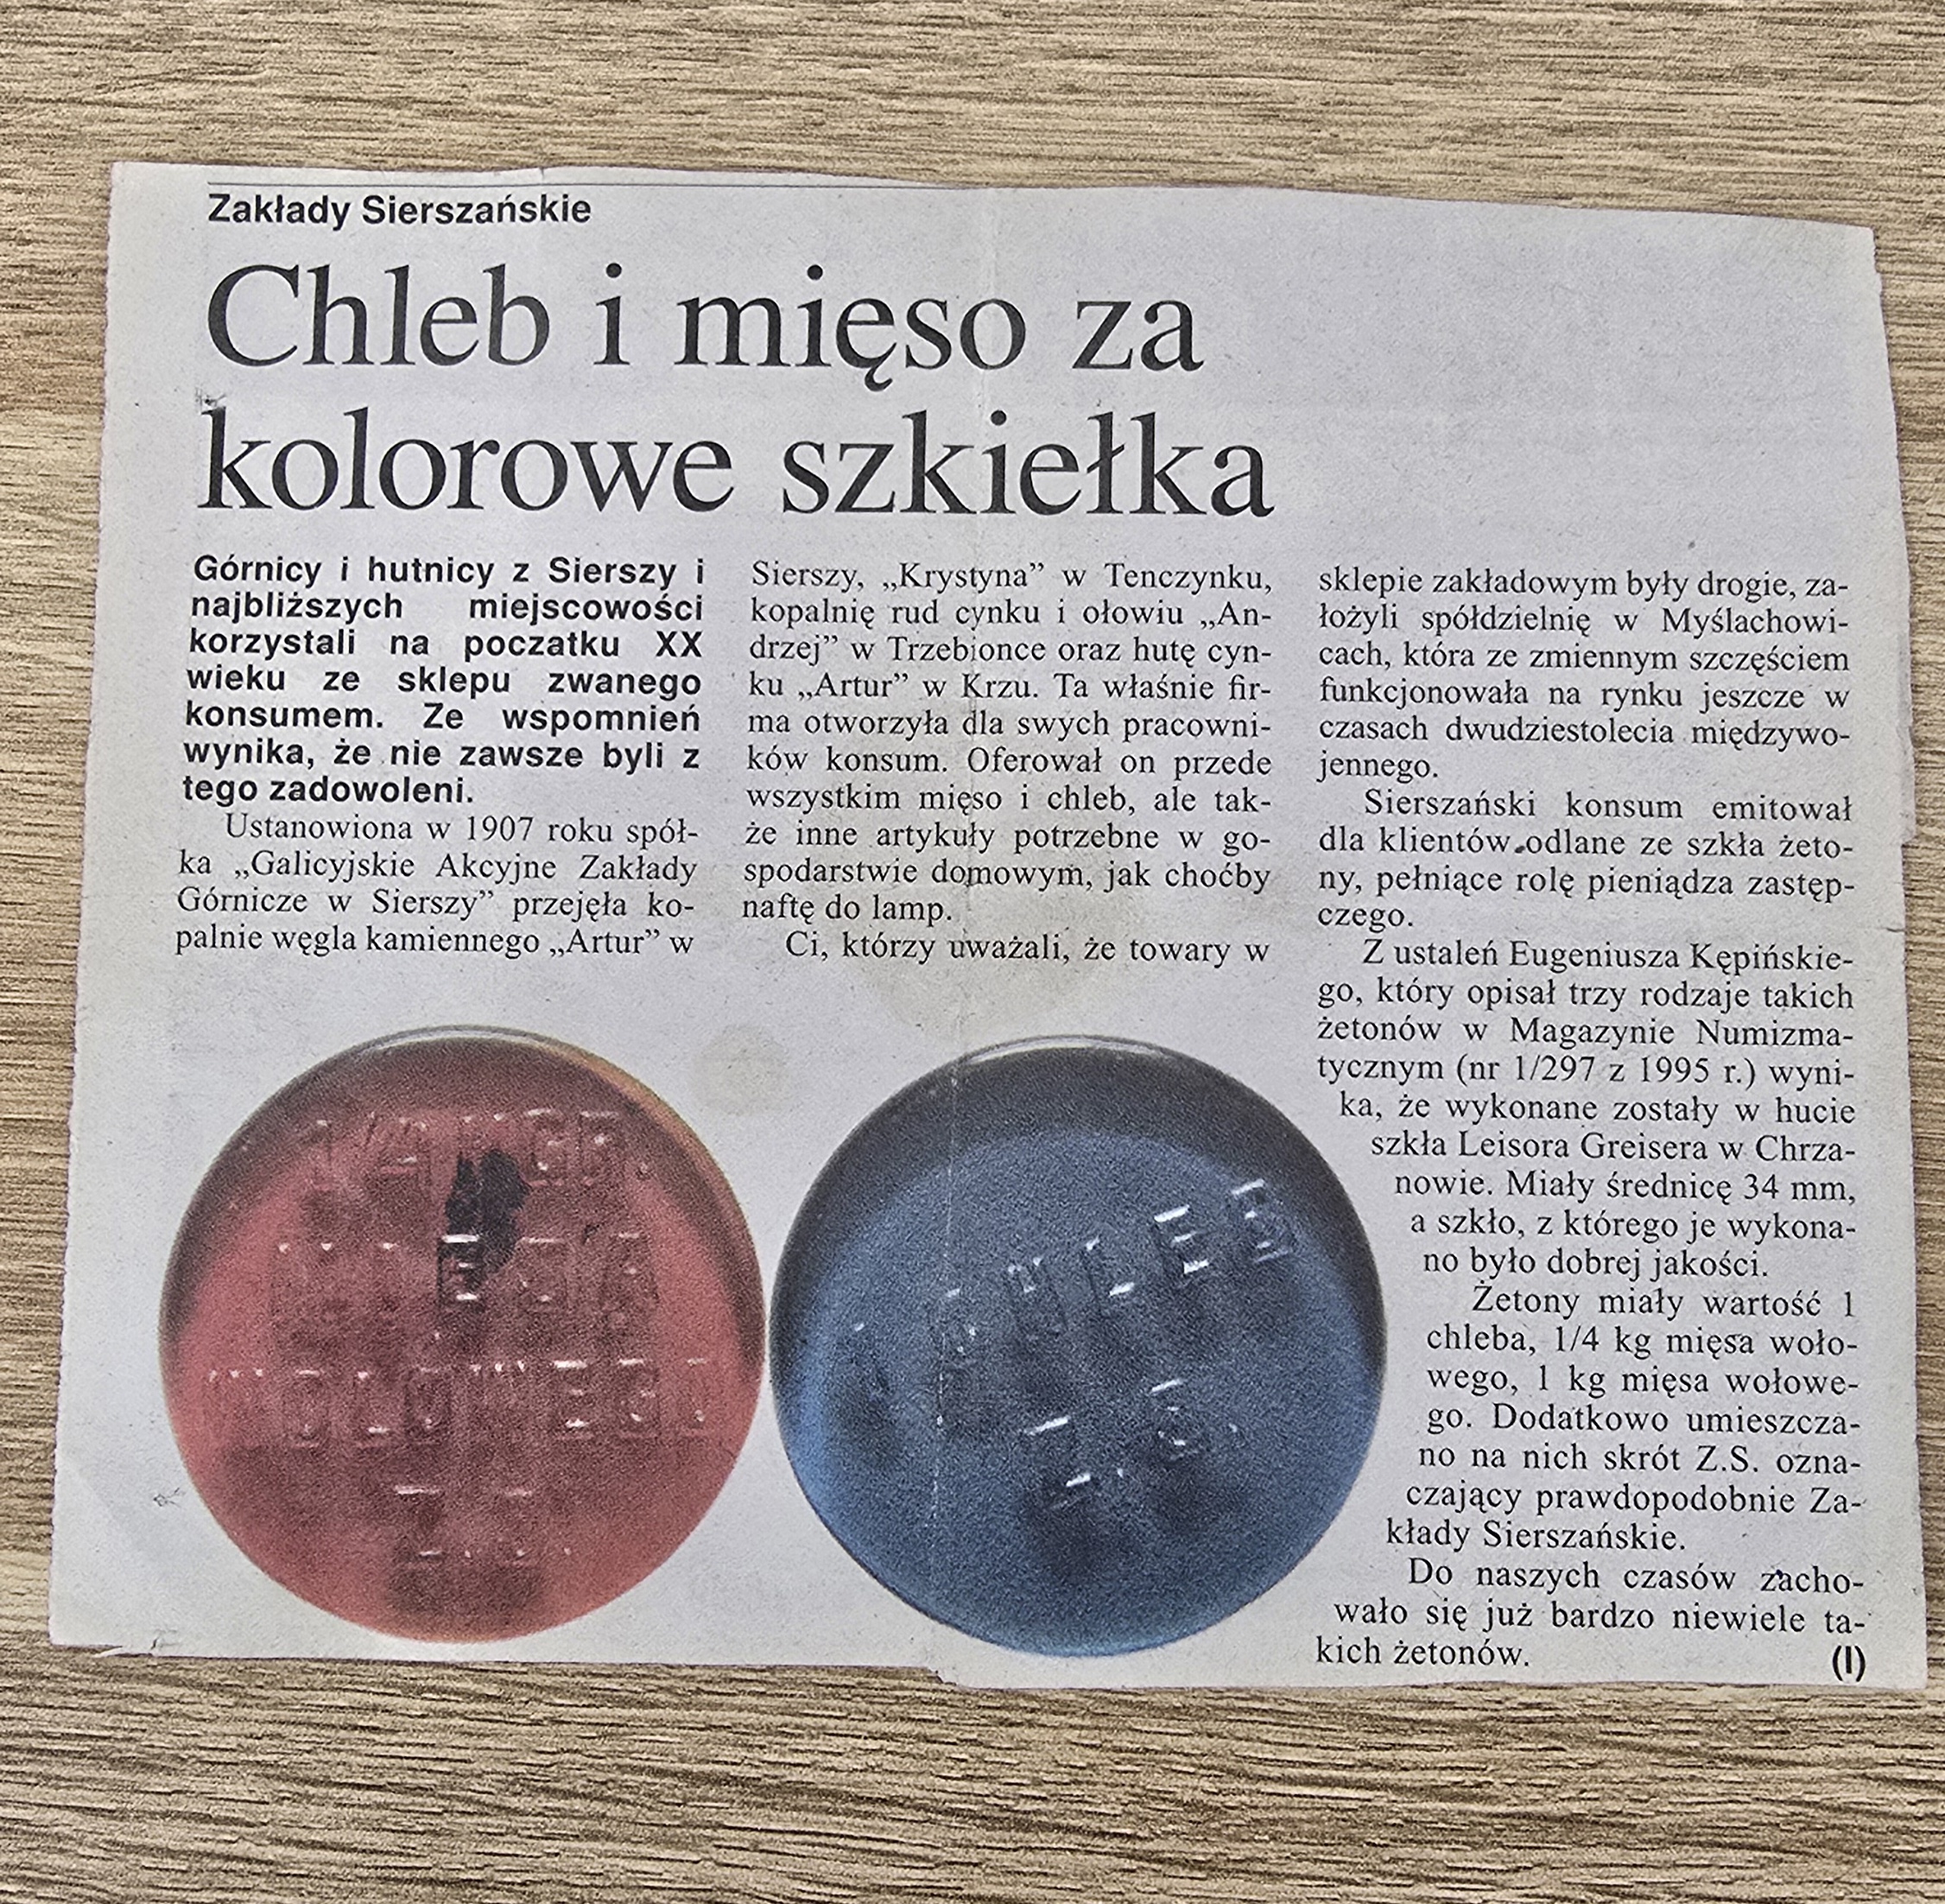 Zakłady Sierszańskie
Chleb i mięso za
kolorowe szkiełka
Górnicy i hutnicy z Sierszy i
najbliższych miejscowości
korzystali na poczatku XX
wieku ze sklepu zwanego
konsumem. Ze wspomnień
wynika, że nie zawsze byli z
tego zadowoleni.
Ustanowiona w 1907 roku spół-
ka „Galicyjskie Akcyjne Zakłady
Górnicze w Sierszy” przejęła ko-
palnie węgla kamiennego „Artur” w
Sierszy, „Krystyna” w Tenczynku,
kopalnię rud cynku i ołowiu „An-
drzej” w Trzebionce oraz hutę cyn-
ku „Artur” w Krzu. Ta właśnie fir-
ma otworzyła dla swych pracowni-
ków konsum. Oferował on przede
wszystkim mięso i chleb, ale tak-
że inne artykuły potrzebne w go-
spodarstwie domowym, jak choćby
naftę do lamp.
Ci, którzy uważali, że towary w
sklepie zakładowym były drogie, za-
łożyli spółdzielnię w Myślachowi-
cach, która ze zmiennym szczęściem
funkcjonowała na rynku jeszcze w
czasach dwudziestolecia międzywo-
jennego.
Sierszański konsum emitował
dla klientów odlane ze szkła żeto-
ny, pełniące rolę pieniądza zastęp-
czego.
Z ustaleń Eugeniusza Kępińskie-
go, który opisał trzy rodzaje takich
żetonów w Magazynie Numizma-
tycznym (nr 1/297 z 1995 r.) wyni-
ka, że wykonane zostały w hucie
szkła Leisora Greisera w Chrza-
nowie. Miały średnicę 34 mm,
a szkło, z którego je wykona-
no było dobrej jakości.
Żetony miały wartość 1
chleba, 1/4 kg mięsa woło-
wego, 1 kg mięsa wołowe-
go. Dodatkowo umieszcza-
no na nich skrót Z.S. ozna-
czający prawdopodobnie Za-
kłady Sierszańskie.
Do naszych czasów zacho-
wało się już bardzo niewiele ta-
kich żetonów.
(l)
WOLOWEGO
CHLEB